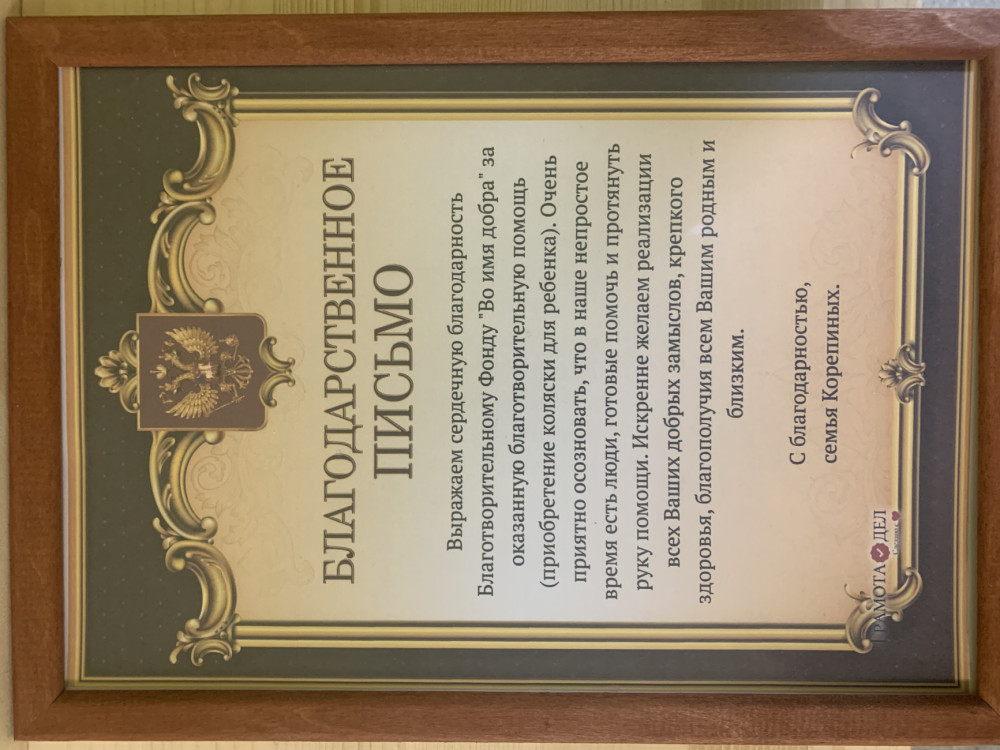 БЛАГОДАРСТВЕННОЕ
ПИСЬМО
Выражаем сердечную благодарность
Благотворительному Фонду "Во имя добра" за
оказанную благотворительную помощь
(приобретение коляски для ребенка). Очень
приятно осозновать, что в наше непростое
время есть люди, готовые помочь и протянуть
руку помощи. Искренне желаем реализации
всех Ваших добрых замыслов, крепкого
здоровья, благополучия всем Вашим родным и
близким.
С благодарностью,
семья Корепиных.
ГРАМОТА ДЕЛ